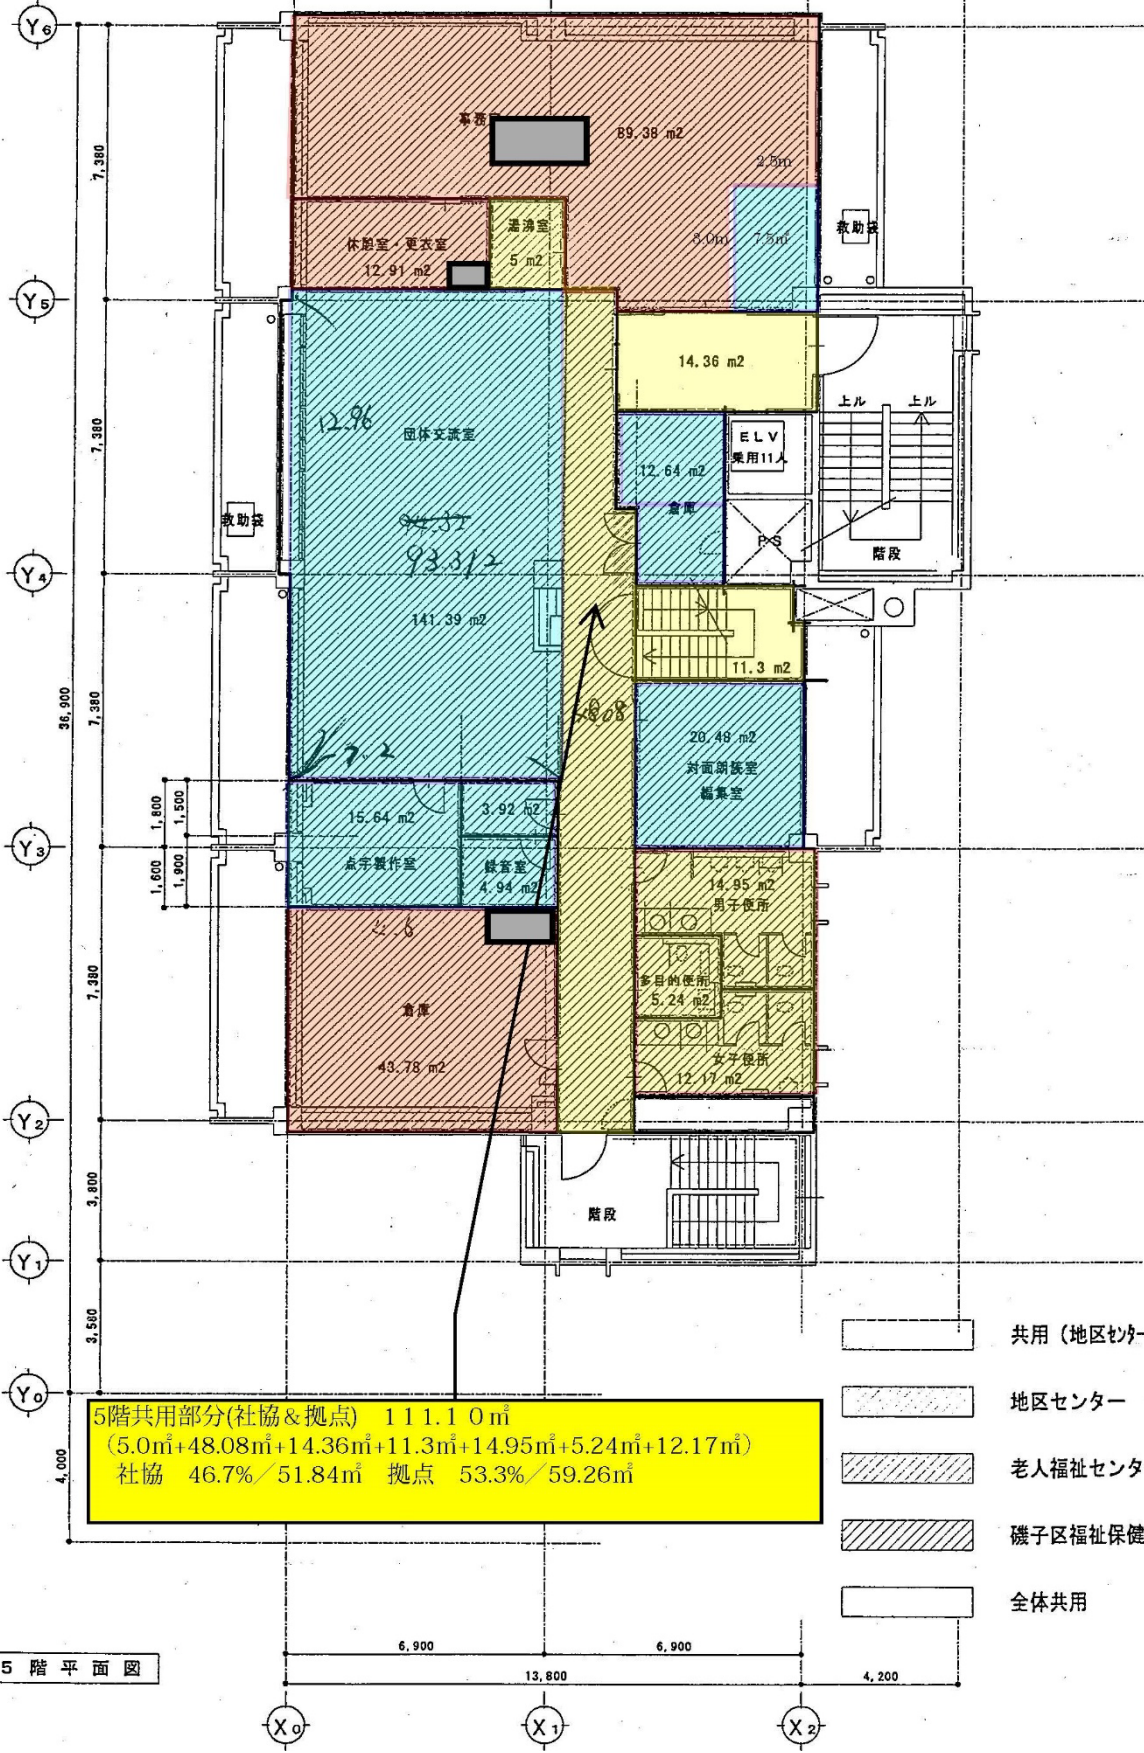 Y6
7,380
89.38 m2
2.5m
3.0m
7.5㎡
救助袋
湯沸室
5 m2
休憩室・更衣室
12.91 m2
Y5
14.36 m2
上ル
上ル
12.96
団体交流室
12.64 m2
倉庫
ELV
乗用11人
7,380
救助袋
94.37
93.312
PS
階段
Y4
141.39 m2
11.3 m2
36,900
7,380
48.08
20.48 m2
対面朗読室
編集室
7.2
1,800
1,500
15.64 m2
3.92 m2
Y3
1,600
1,900
点字製作室
録音室
4.94 m2
14.95 m2
男子便所
7,380
多目的便所
5.24 m2
倉庫
43.78 m2
女子便所
12.17 m2
Y2
3,800
階段
Y1
3,580
共用（地区ｾﾝﾀｰ
Y0
地区センター
5階共用部分(社協&拠点) 111.10㎡
（5.0㎡+48.08㎡+14.36㎡+11.3㎡+14.95㎡+5.24㎡+12.17㎡）
社協 46.7%／51.84㎡ 拠点 53.3%／59.26㎡
4,000
老人福祉センタ
磯子区福祉保健
全体共用
6,900
6,900
5 階 平 面 図
13,800
4,200
X0
X1
X2